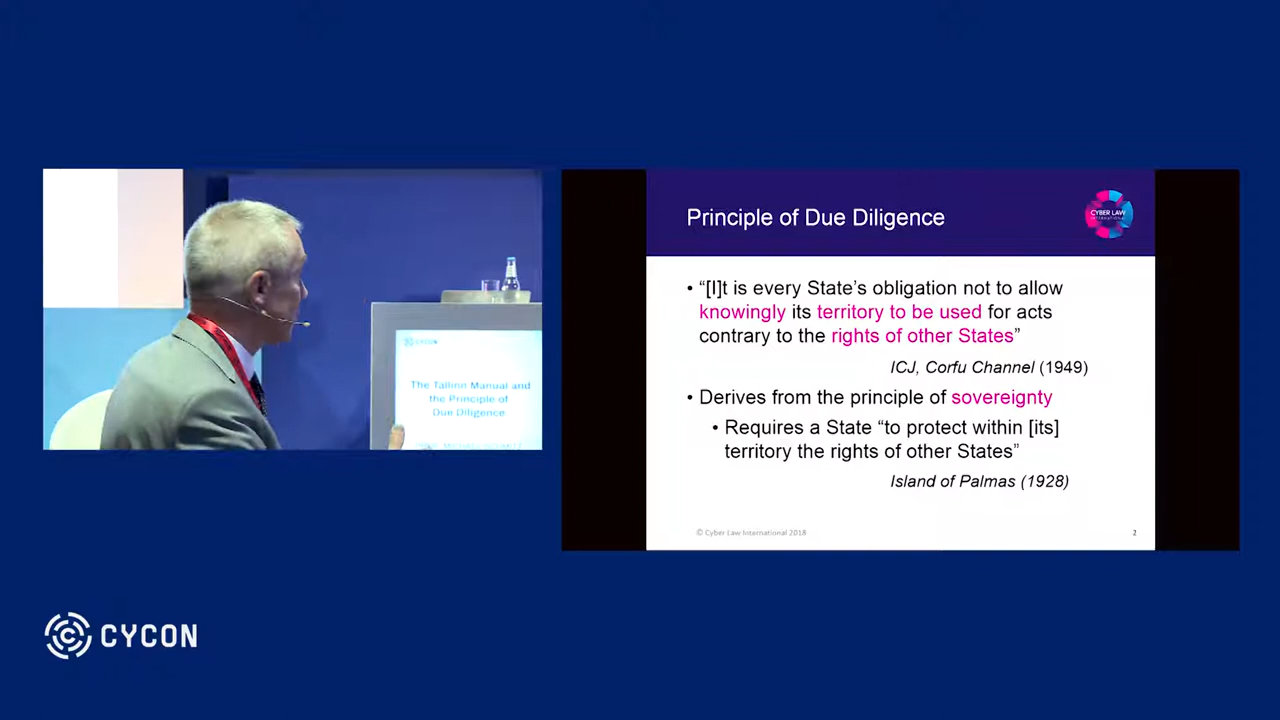 CYCON
The Tallinn Manual and
the Principle of
Due Diligence
MICHAEL SCHMITT
Principle of Due Diligence
CYBER LAW
INTERNATIONAL
• “[I]t is every State’s obligation not to allow
knowingly its territory to be used for acts
contrary to the rights of other States”
ICJ, Corfu Channel (1949)
• Derives from the principle of sovereignty
• Requires a State “to protect within [its]
territory the rights of other States”
Island of Palmas (1928)
© Cyber Law International 2018
2
CYCON